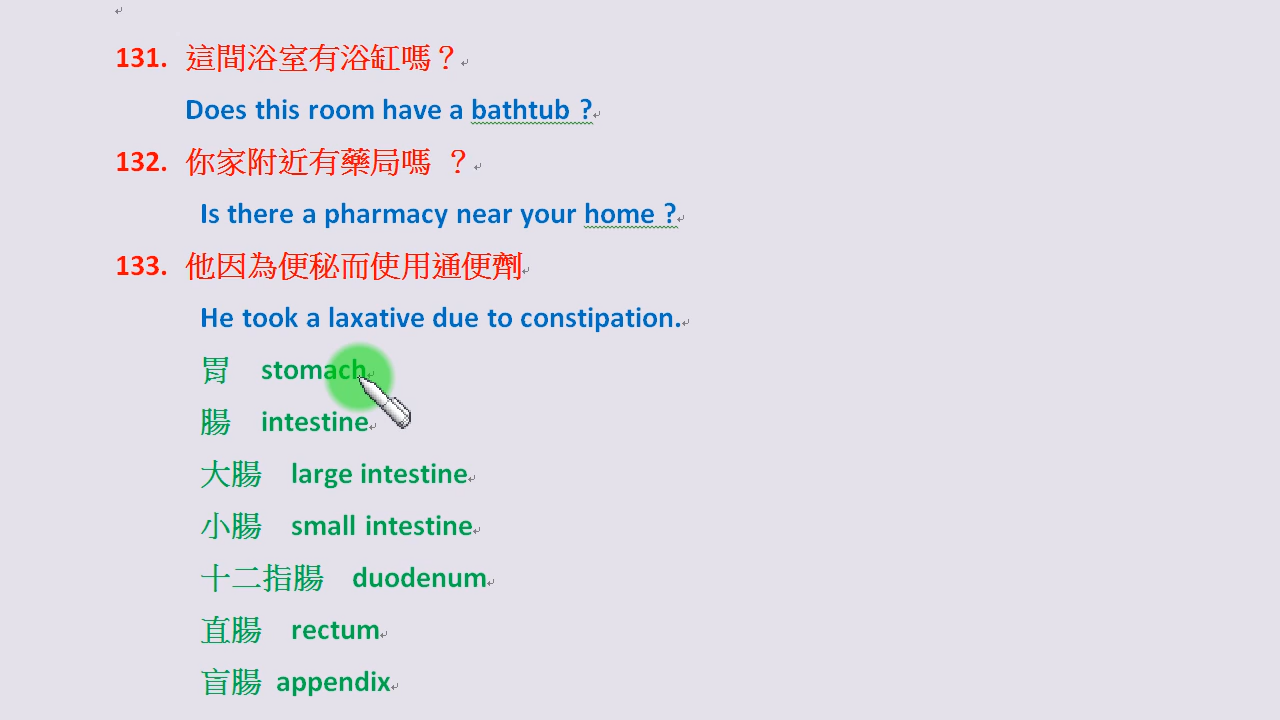 131. 這間浴室有浴缸嗎？
Does this room have a bathtub ?
132. 你家附近有藥局嗎 ？
Is there a pharmacy near your home ?
133. 他因為便秘而使用通便劑
He took a laxative due to constipation.
胃 stomach
腸 intestine
大腸 large intestine
小腸 small intestine
十二指腸 duodenum
直腸 rectum
盲腸 appendix